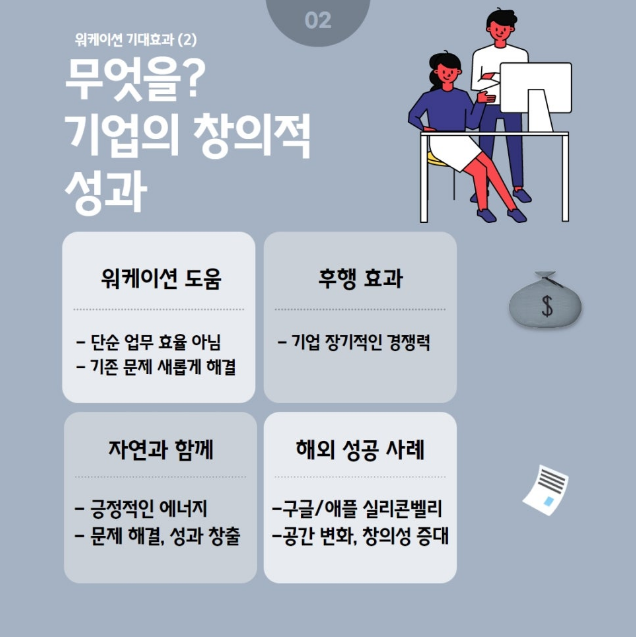 02
워케이션 기대효과 (2)
무엇을?
기업의 창의적
성과
워케이션 도움
- 단순 업무 효율 아님
- 기존 문제 새롭게 해결
후행 효과
- 기업 장기적인 경쟁력
$
자연과 함께
- 긍정적인 에너지
- 문제 해결, 성과 창출
해외 성공 사례
-구글/애플 실리콘벨리
-공간 변화, 창의성 증대